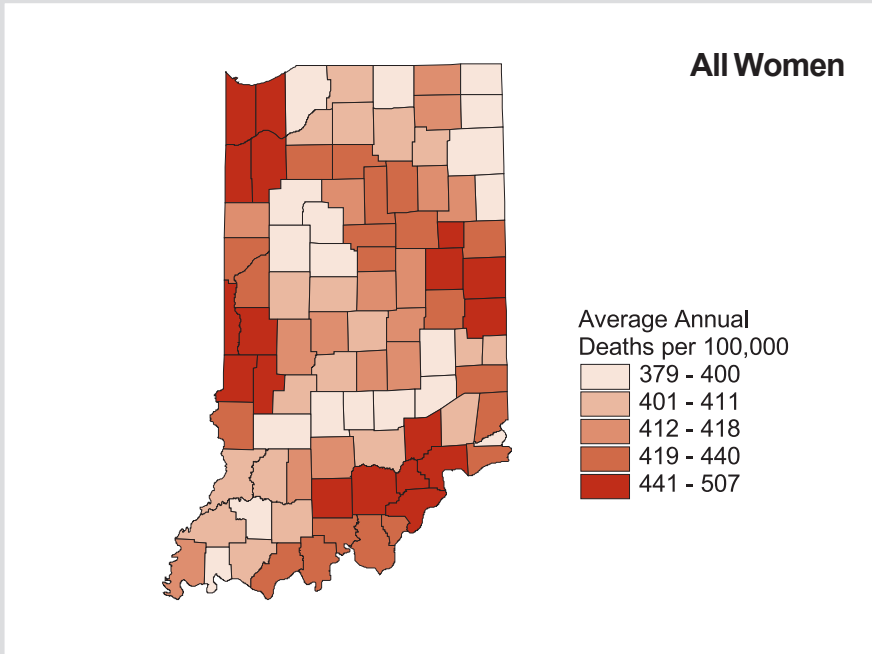 All Women
Average Annual
Deaths per 100,000
379 - 400
401 - 411
412 - 418
419 - 440
441 - 507